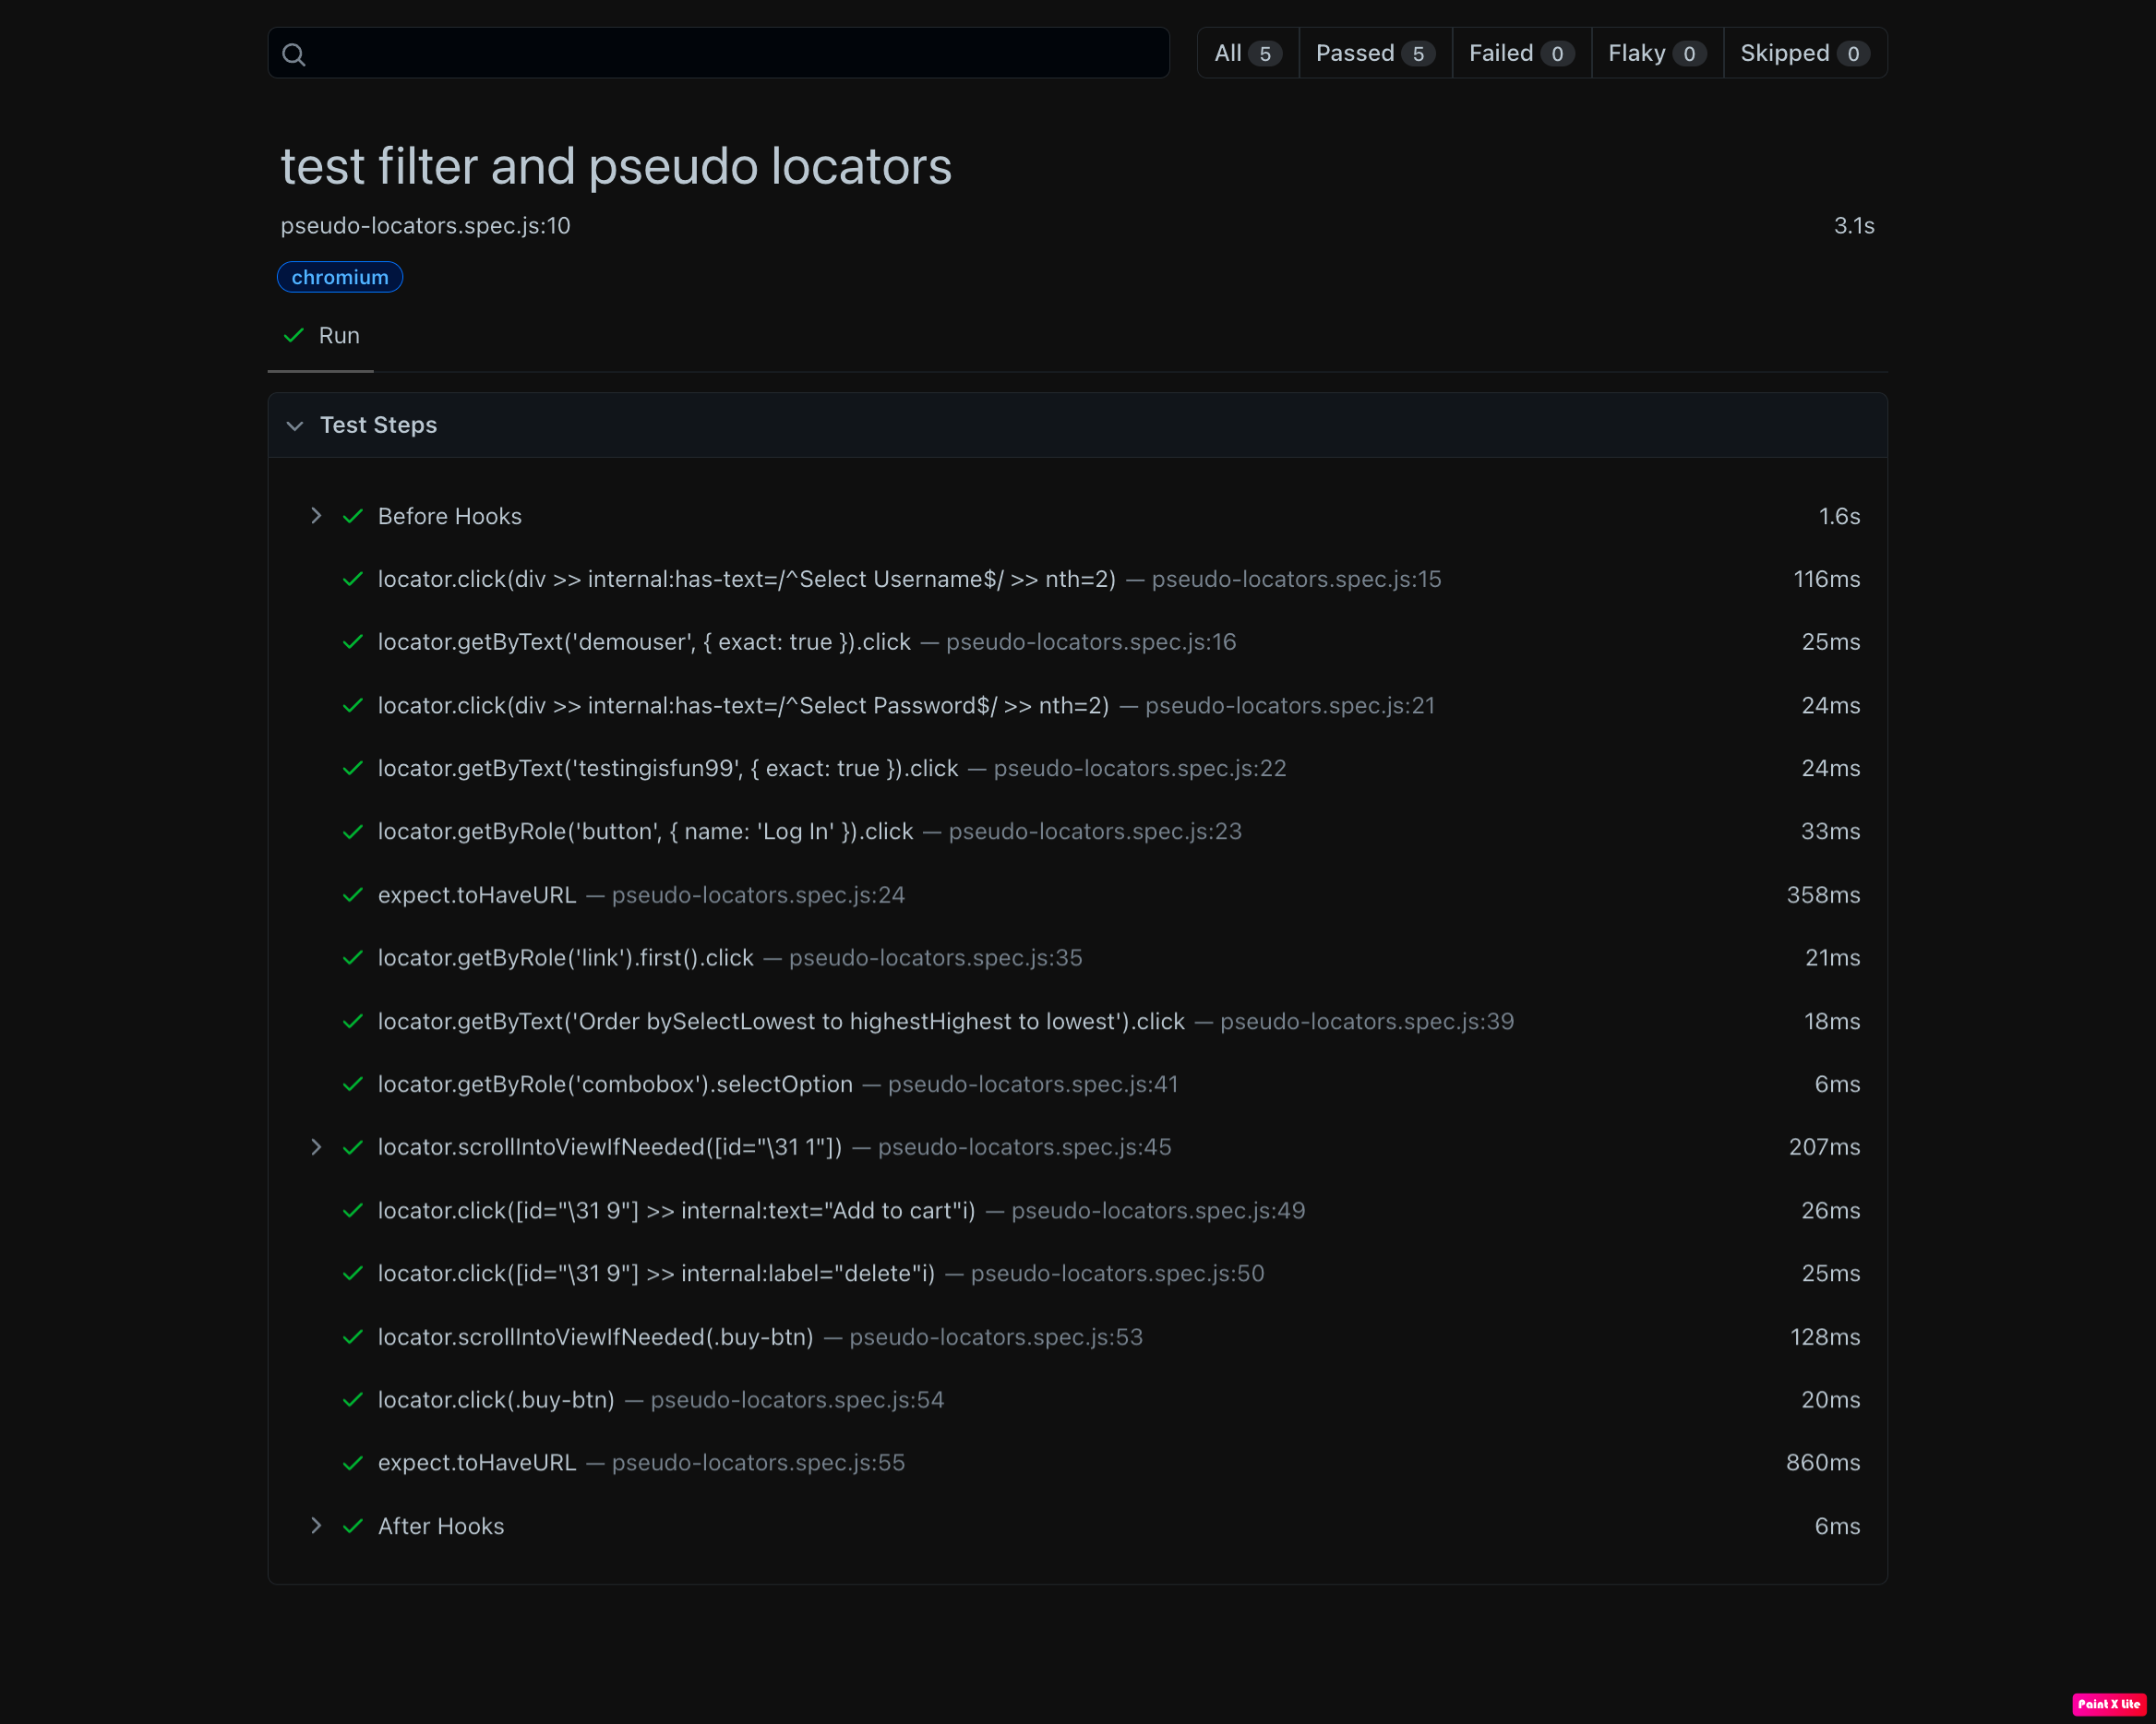 All 5 Passed 5 Failed 0 Flaky 0 Skipped 0
test filter and pseudo locators
pseudo-locators.spec.js:10 3.1s
chromium
Run
Test Steps
Before Hooks 1.6s
locator.click(div >> internal:has-text=/^Select Username$/ >> nth=2) — pseudo-locators.spec.js:15 116ms
locator.getByText('demouser', { exact: true }).click — pseudo-locators.spec.js:16 25ms
locator.click(div >> internal:has-text=/^Select Password$/ >> nth=2) — pseudo-locators.spec.js:21 24ms
locator.getByText('testingisfun99', { exact: true }).click — pseudo-locators.spec.js:22 24ms
locator.getByRole('button', { name: 'Log In' }).click — pseudo-locators.spec.js:23 33ms
expect.toHaveURL — pseudo-locators.spec.js:24 358ms
locator.getByRole('link').first().click — pseudo-locators.spec.js:35 21ms
locator.getByText('Order bySelectLowest to highestHighest to lowest').click — pseudo-locators.spec.js:39 18ms
locator.getByRole('combobox').selectOption — pseudo-locators.spec.js:41 6ms
locator.scrollIntoViewIfNeeded([id="\31 1"]) — pseudo-locators.spec.js:45 207ms
locator.click([id="\31 9"] >> internal:text="Add to cart"i) — pseudo-locators.spec.js:49 26ms
locator.click([id="\31 9"] >> internal:label="delete"i) — pseudo-locators.spec.js:50 25ms
locator.scrollIntoViewIfNeeded(.buy-btn) — pseudo-locators.spec.js:53 128ms
locator.click(.buy-btn) — pseudo-locators.spec.js:54 20ms
expect.toHaveURL — pseudo-locators.spec.js:55 860ms
After Hooks 6ms
Paint X Lite